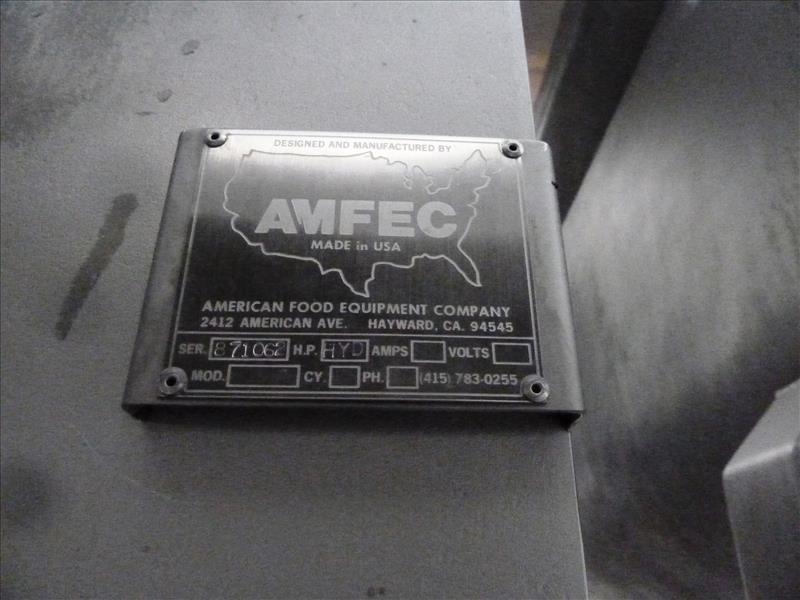 DESIGNED AND MANUFACTURED BY
AMFEC
MADE in USA
AMERICAN FOOD EQUIPMENT COMPANY
2412 AMERICAN AVE. HAYWARD, CA. 94545
SER. 871062 H.P. HYD AMPS VOLTS
MOD. CY. PH. (415) 783-0255